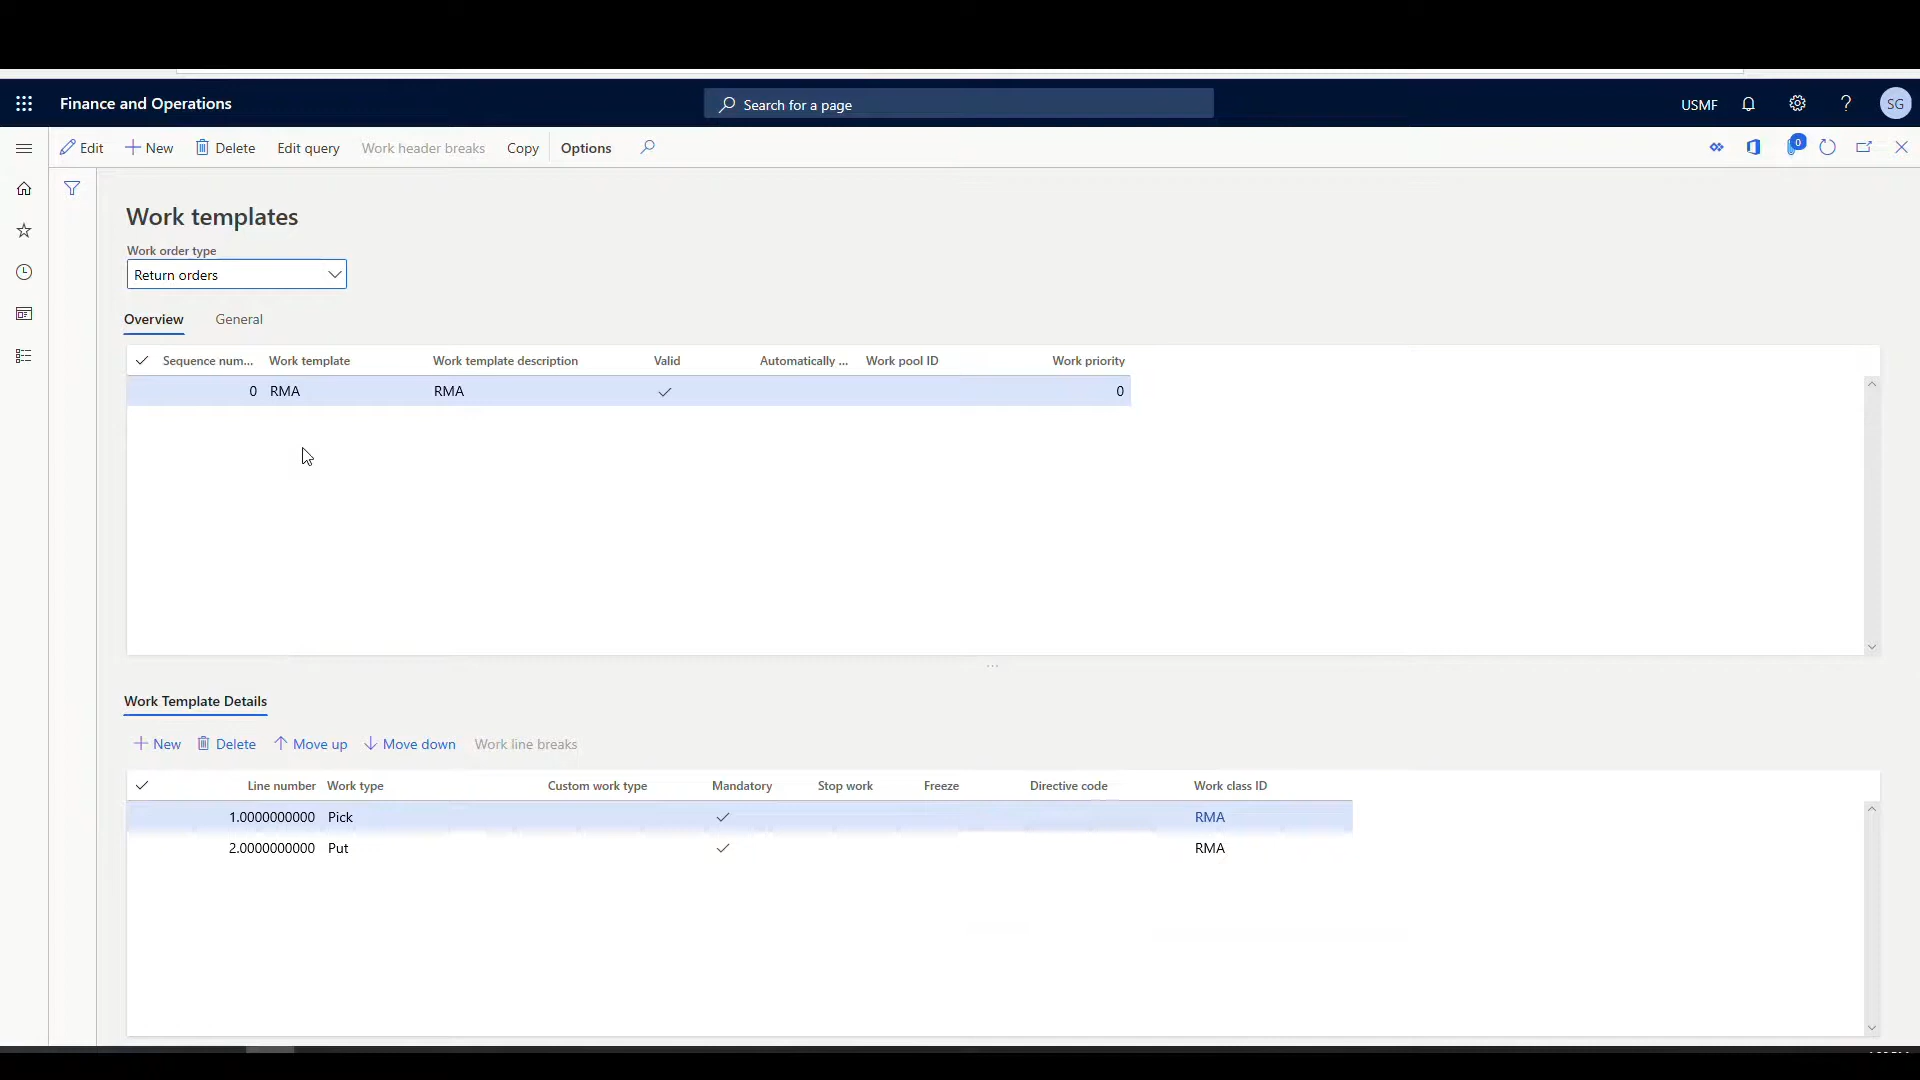 Finance and Operations
Search for a page
USMF
SG
Edit
New
Delete
Edit query
Work header breaks
Copy
Options
0
Work templates
Work order type
Return orders
Overview
General
Sequence num... Work template Work template description Valid Automatically ... Work pool ID Work priority
0 RMA RMA 0
...
Work Template Details
New
Delete
Move up
Move down
Work line breaks
Line number Work type Custom work type Mandatory Stop work Freeze Directive code Work class ID
1.0000000000 Pick RMA
2.0000000000 Put RMA